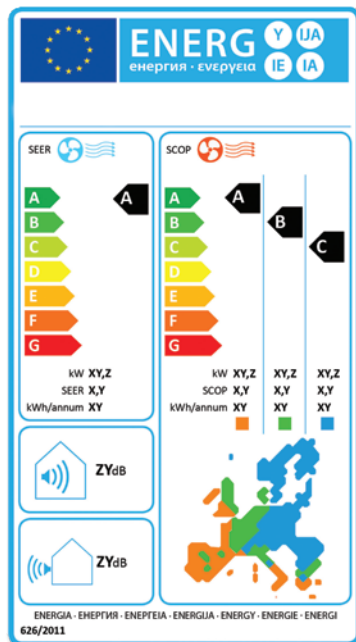 ENERG Y IJA
енергия · ενεργεια IE IA
SEER
SCOP
A A
B
C
D
E
F
G
A A
B B
C C
D
E
F
G
kW XY,Z
SEER X,Y
kWh/annum XY
kW XY,Z XY,Z XY,Z
SCOP X,Y X,Y X,Y
kWh/annum XY XY XY
ZYdB
ZYdB
ENERGIA · ЕНЕРГИЯ · ΕΝΕΡΓΕΙΑ · ENERGIJA · ENERGY · ENERGIE · ENERGI
626/2011